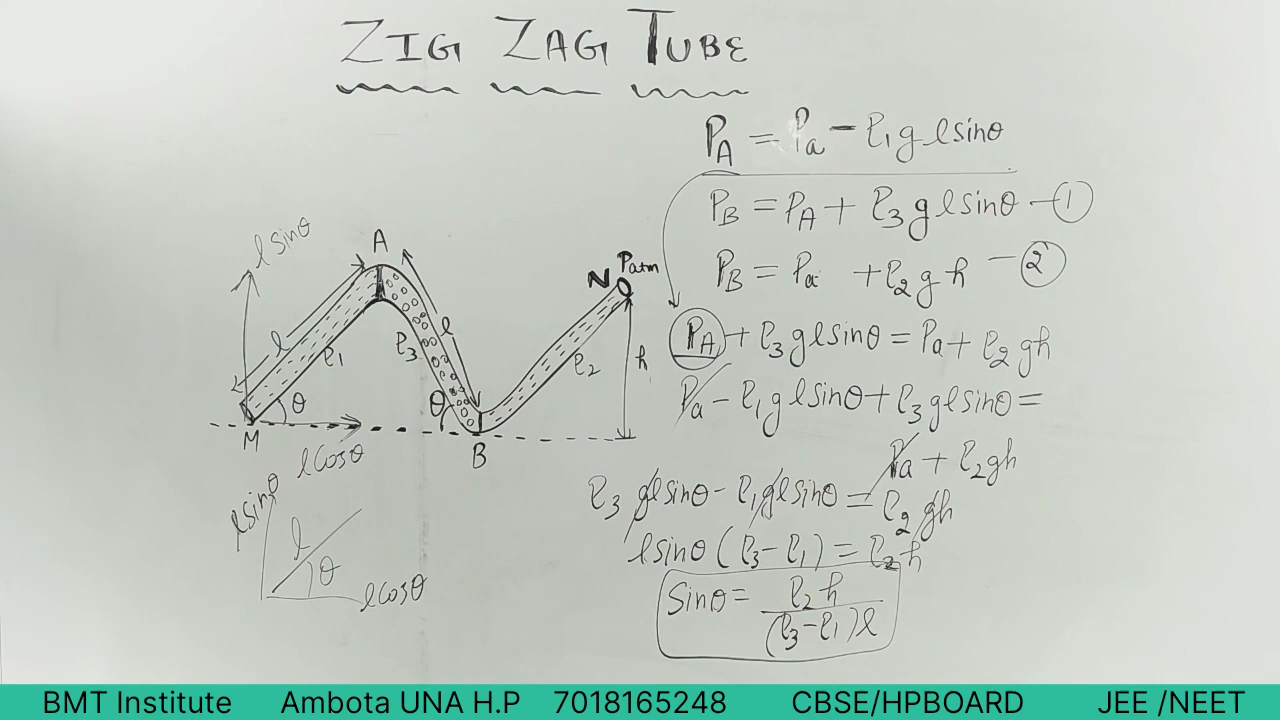 ZIG ZAG TUBE
P_A = P_a - ρ₁ g l sinθ
P_B = P_A + ρ₃ g l sinθ - ①
P_B = P_a + ρ₂ g h - ②
P_A + ρ₃ g l sinθ = P_a + ρ₂ g h
P_a - ρ₁ g l sinθ + ρ₃ g l sinθ =
P_a + ρ₂ g h
ρ₃ g l sinθ - ρ₁ g l sinθ = ρ₂ g h
l sinθ (ρ₃ - ρ₁) = ρ₂ h
Sinθ = ρ₂ h / (ρ₃ - ρ₁) l
l sinθ
A
N P_atm
l
l
ρ₁
ρ₃
ρ₂
h
θ
θ
M
l cosθ
B
l sinθ
l
θ
l cosθ
BMT Institute Ambota UNA H.P 7018165248 CBSE/HPBOARD JEE /NEET